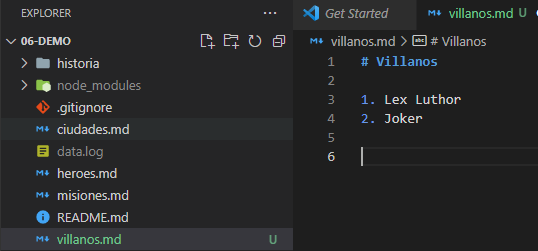 EXPLORER
06-DEMO
historia
node_modules
.gitignore
ciudades.md
data.log
heroes.md
misiones.md
README.md
villanos.md U
Get Started
villanos.md U
villanos.md > # Villanos
1 # Villanos
2
3 1. Lex Luthor
4 2. Joker
5
6